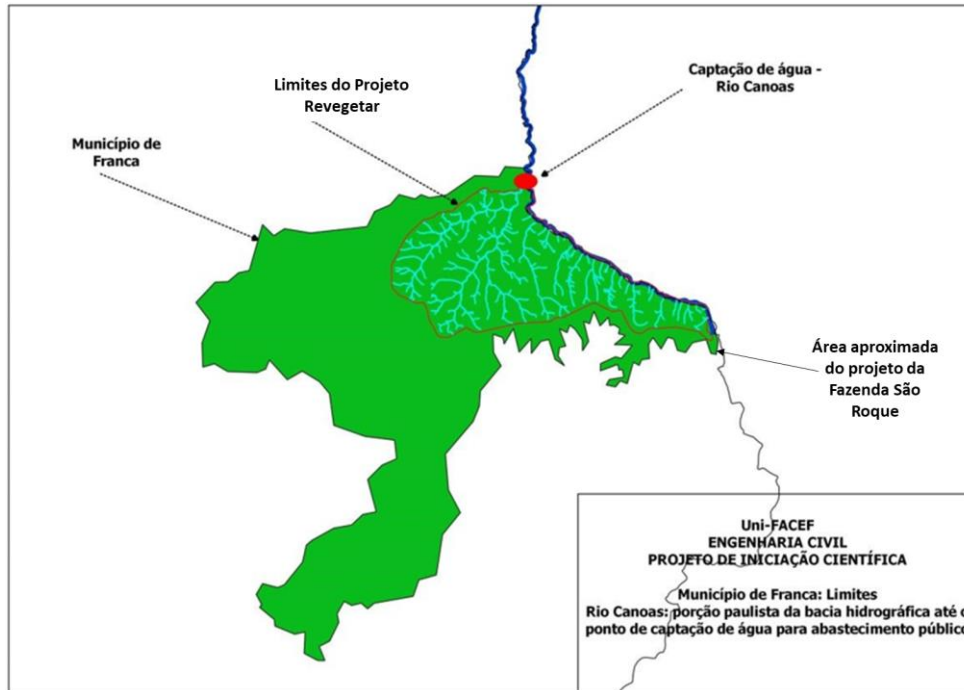 Captação de água -
Rio Canoas
Limites do Projeto
Revegetar
Município de
Franca
Área aproximada
do projeto da
Fazenda São
Roque
Uni-FACEF
ENGENHARIA CIVIL
PROJETO DE INICIAÇÃO CIENTÍFICA
Município de Franca: Limites
Rio Canoas: porção paulista da bacia hidrográfica até o
ponto de captação de água para abastecimento público